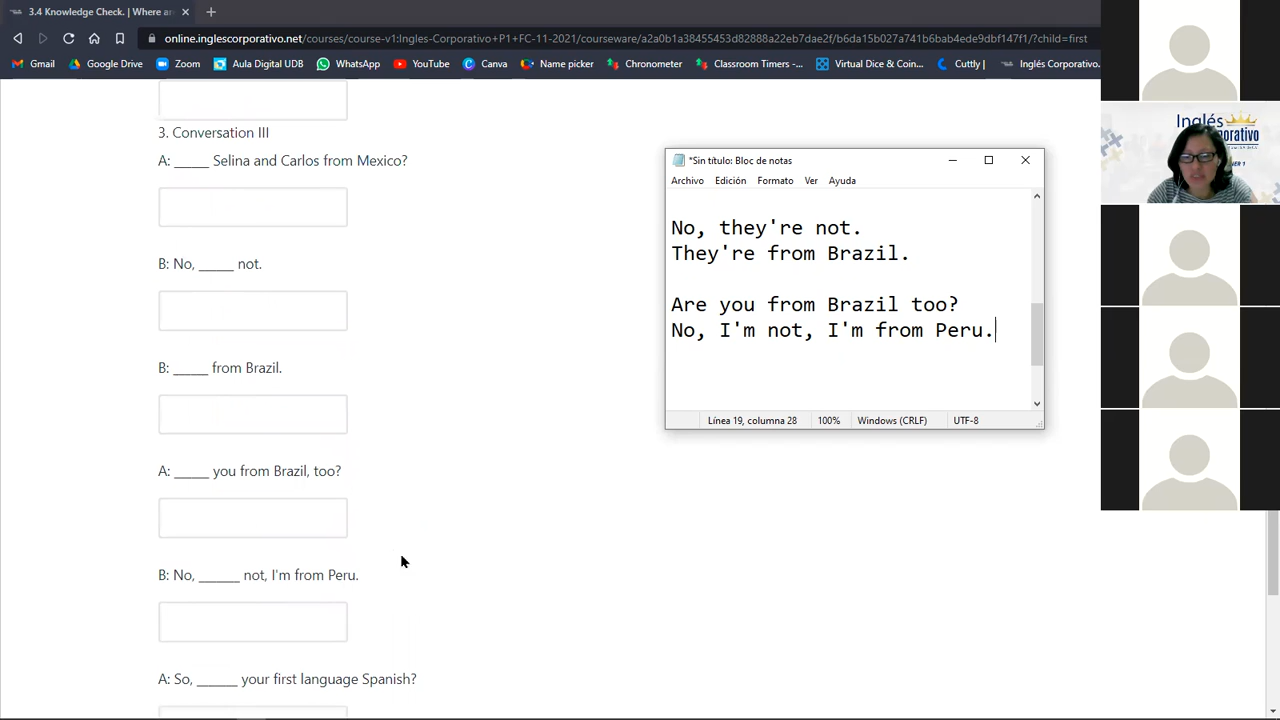 3.4 Knowledge Check. | Where ar
online.inglescorporativo.net/courses/course-v1:Ingles-Corporativo+P1+FC-11-2021/courseware/a2a0b1a38455453d82888a22eb7dae2f/b6da15b027a741b6bab4ede9dbf147f1/?child=first
Gmail
Google Drive
Zoom
Aula Digital UDB
WhatsApp
YouTube
Canva
Name picker
Chronometer
Classroom Timer - ...
Virtual Dice & Coin...
Cuttly |
Inglés Corporativo.
3. Conversation III
A: _____ Selina and Carlos from Mexico?
B: No, _____ not.
B: _____ from Brazil.
A: _____ you from Brazil, too?
B: No, ______ not, I'm from Peru.
A: So, ______ your first language Spanish?
*Sin título: Bloc de notas
Archivo Edición Formato Ver Ayuda
No, they're not.
They're from Brazil.
Are you from Brazil too?
No, I'm not, I'm from Peru.
Línea 19, columna 28
100%
Windows (CRLF)
UTF-8
Inglés